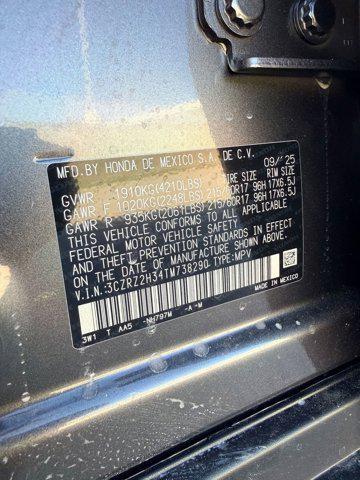 MFD.BY HONDA DE MEXICO S.A. DE C.V. 09/'25
GVWR 1910KG(4210LBS) TIRE SIZE RIM SIZE
GAWR F 1020KG(2248LBS) 215/60R17 96H 17X6.5J
GAWR R 935KG(2061LBS) 215/60R17 96H 17X6.5J
THIS VEHICLE CONFORMS TO ALL APPLICABLE
FEDERAL MOTOR VEHICLE SAFETY
AND THEFT PREVENTION STANDARDS IN EFFECT
ON THE DATE OF MANUFACTURE SHOWN ABOVE.
V.I.N.:3CZRZ2H34TM738290 TYPE:MPV
3W1 T AA5 -NH797M -A -M MADE IN MEXICO